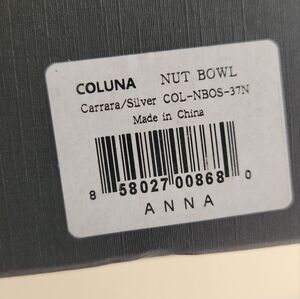 COLUNA NUT BOWL
Carrara/Silver COL-NBOS-37N
Made in China
8 58027 00868 0
ANNA